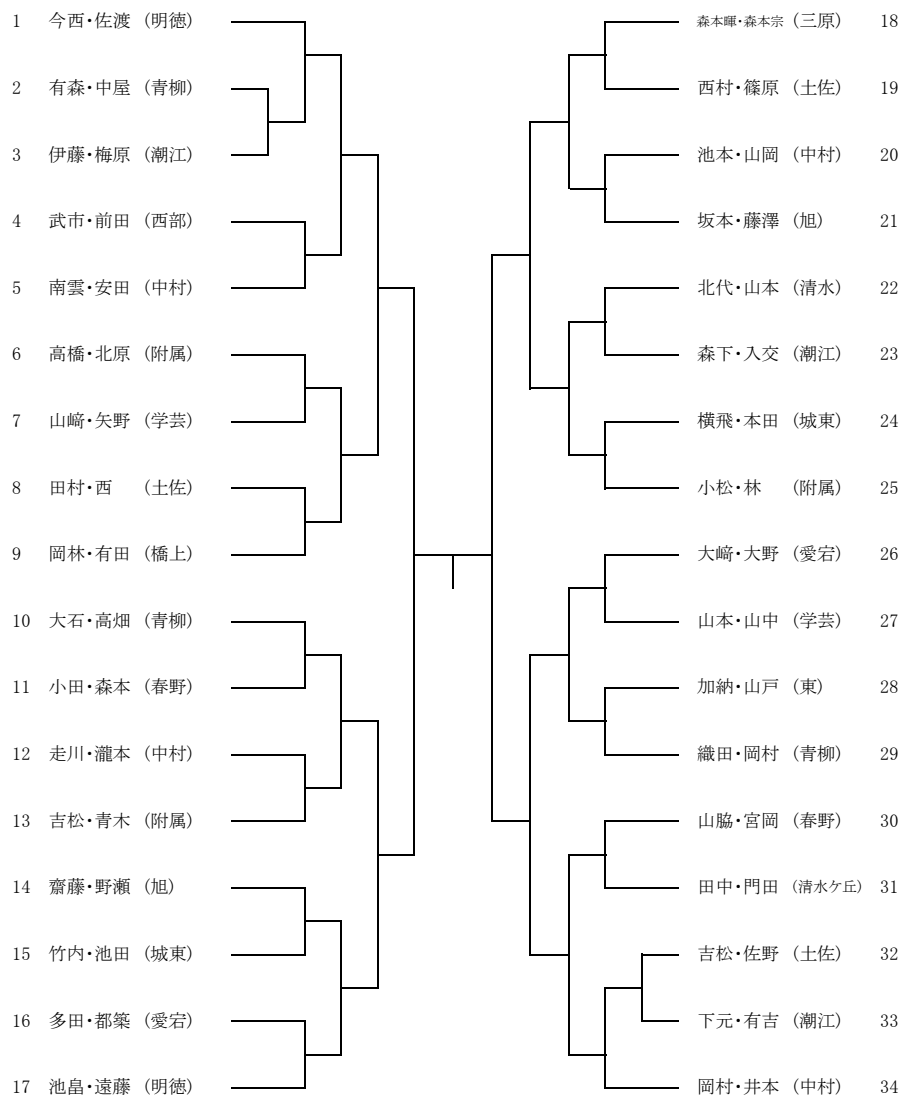 1 今西・佐渡 (明徳)
2 有森・中屋 (青柳)
3 伊藤・梅原 (潮江)
4 武市・前田 (西部)
5 南雲・安田 (中村)
6 高橋・北原 (附属)
7 山﨑・矢野 (学芸)
8 田村・西 (土佐)
9 岡林・有田 (橋上)
10 大石・高畑 (青柳)
11 小田・森本 (春野)
12 走川・瀧本 (中村)
13 吉松・青木 (附属)
14 齋藤・野瀬 (旭)
15 竹内・池田 (城東)
16 多田・都築 (愛宕)
17 池畠・遠藤 (明徳)
森本暉・森本宗 (三原) 18
西村・篠原 (土佐) 19
池本・山岡 (中村) 20
坂本・藤澤 (旭) 21
北代・山本 (清水) 22
森下・入交 (潮江) 23
横飛・本田 (城東) 24
小松・林 (附属) 25
大﨑・大野 (愛宕) 26
山本・山中 (学芸) 27
加納・山戸 (東) 28
織田・岡村 (青柳) 29
山脇・宮岡 (春野) 30
田中・門田 (清水ケ丘) 31
吉松・佐野 (土佐) 32
下元・有吉 (潮江) 33
岡村・井本 (中村) 34